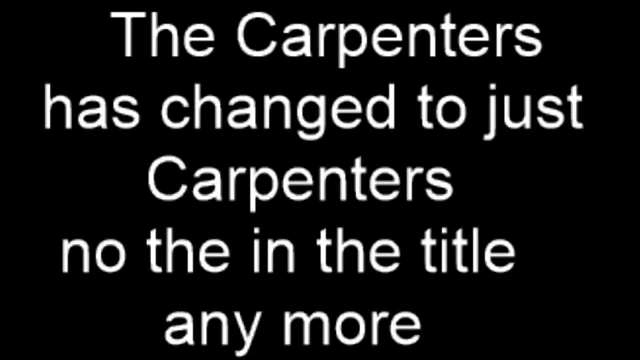 The Carpenters
has changed to just
Carpenters
no the in the title
any more